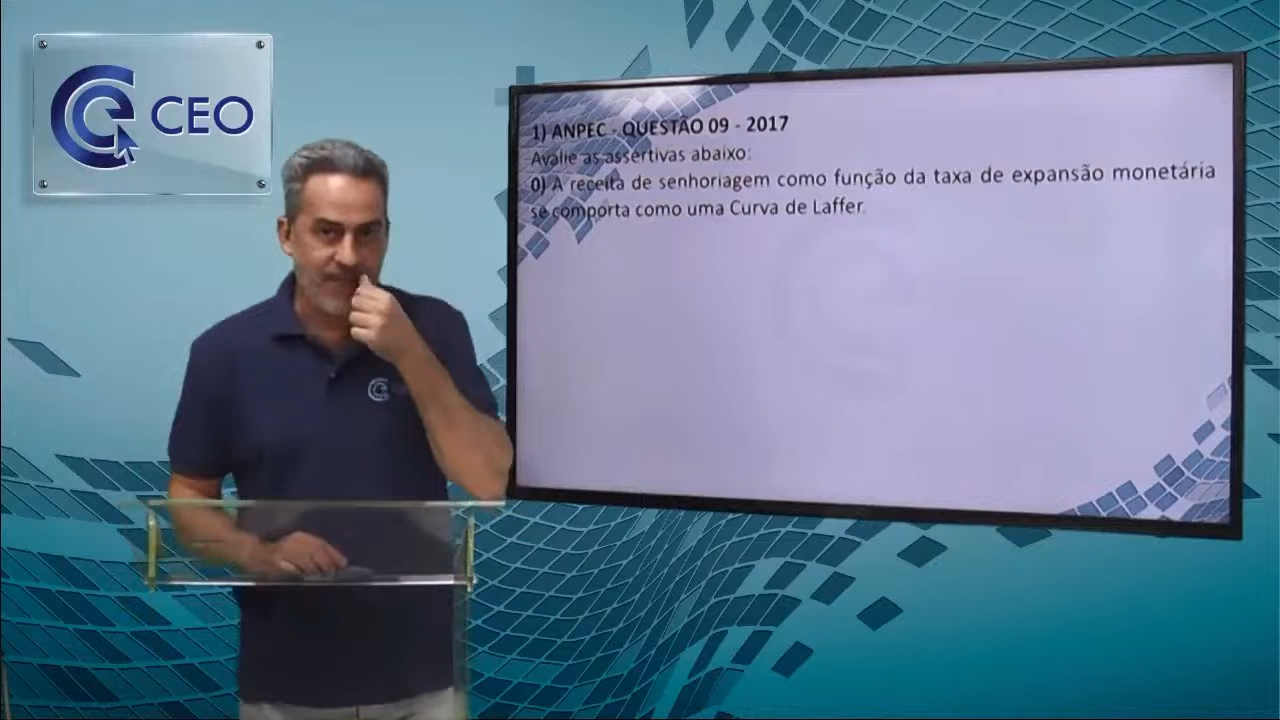 CEO
1) ANPEC - QUESTÃO 09 - 2017
Avalie as assertivas abaixo:
0) A receita de senhoriagem como função da taxa de expansão monetária
se comporta como uma Curva de Laffer.